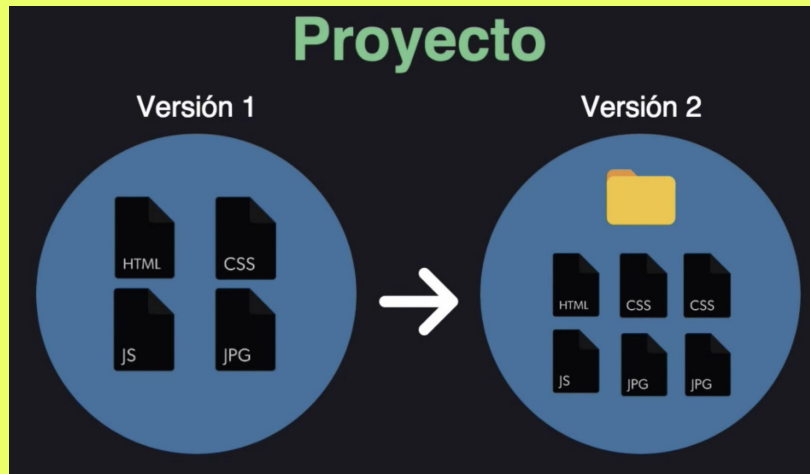 Proyecto
Versión 1
Versión 2
HTML
CSS
JS
JPG
HTML
CSS
CSS
JS
JPG
JPG